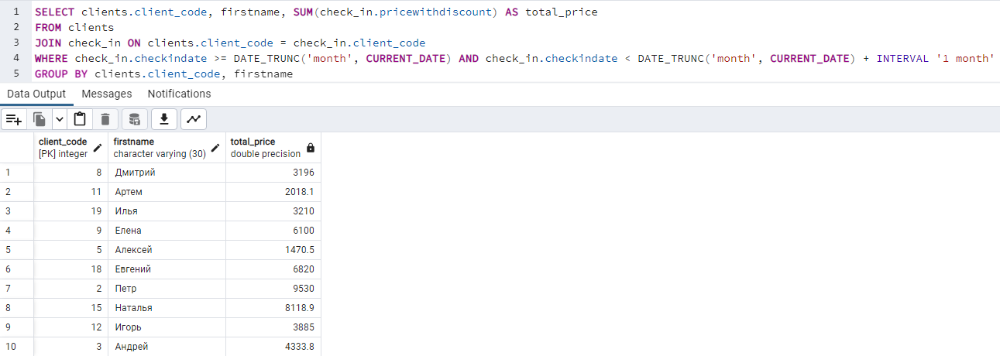 1 SELECT clients.client_code, firstname, SUM(check_in.pricewithdiscount) AS total_price
2 FROM clients
3 JOIN check_in ON clients.client_code = check_in.client_code
4 WHERE check_in.checkindate >= DATE_TRUNC('month', CURRENT_DATE) AND check_in.checkindate < DATE_TRUNC('month', CURRENT_DATE) + INTERVAL '1 month'
5 GROUP BY clients.client_code, firstname
Data Output Messages Notifications
client_code firstname total_price
[PK] integer character varying (30) double precision
1 8 Дмитрий 3196
2 11 Артем 2018.1
3 19 Илья 3210
4 9 Елена 6100
5 5 Алексей 1470.5
6 18 Евгений 6820
7 2 Петр 9530
8 15 Наталья 8118.9
9 12 Игорь 3885
10 3 Андрей 4333.8